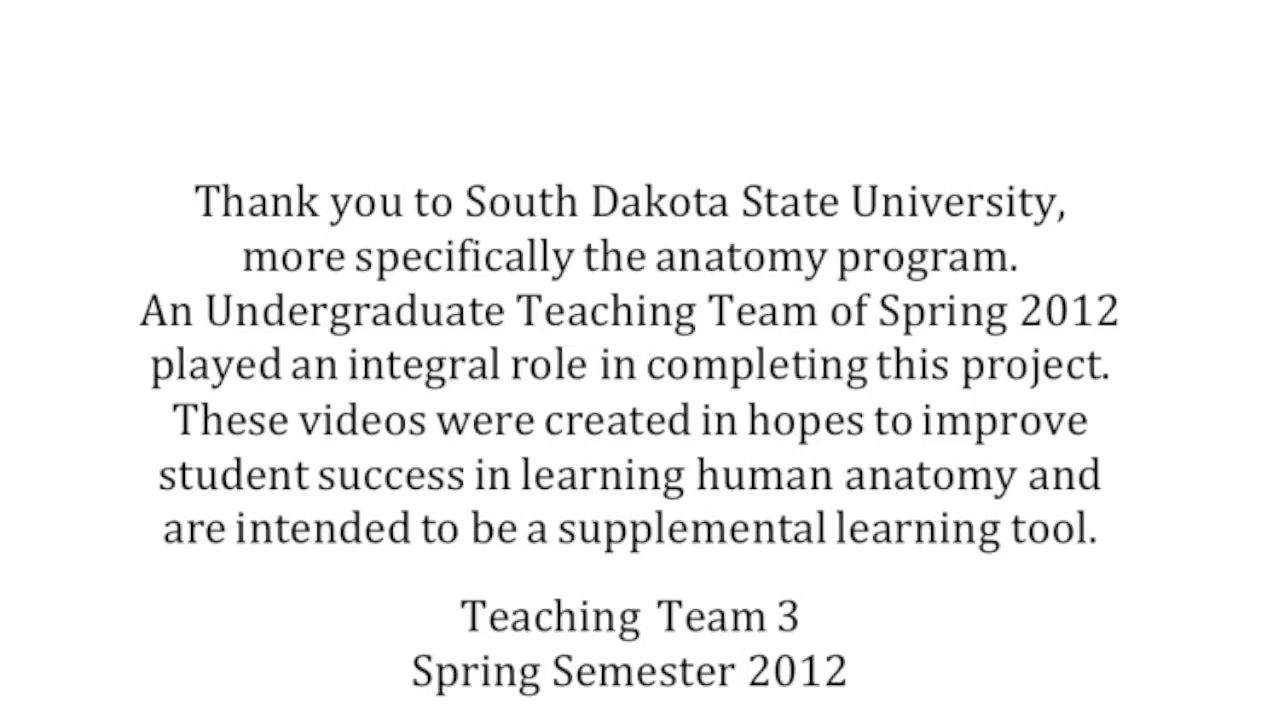 Thank you to South Dakota State University,
more specifically the anatomy program.
An Undergraduate Teaching Team of Spring 2012
played an integral role in completing this project.
These videos were created in hopes to improve
student success in learning human anatomy and
are intended to be a supplemental learning tool.
Teaching Team 3
Spring Semester 2012